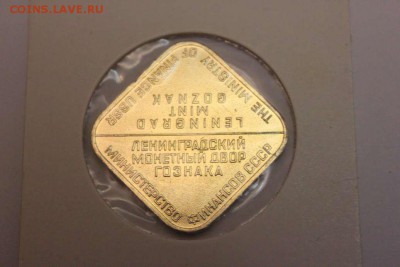 COINS.LAVE.RU
THE MINISTRY OF FINANCE USSR
LENINGRAD
MINT
GOZNAK
ЛЕНИНГРАДСКИЙ
МОНЕТНЫЙ ДВОР
ГОЗНАКА
МИНИСТЕРСТВО ФИНАНСОВ СССР